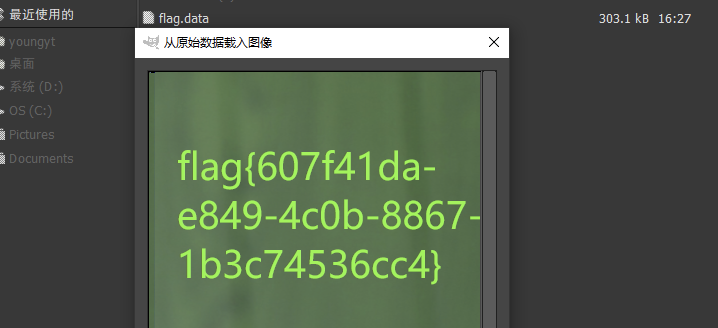 最近使用的
flag.data
303.1 kB 16:27
youngyt
从原始数据载入图像
桌面
系统 (D:)
OS (C:)
Pictures
Documents
flag{607f41da-
e849-4c0b-8867-
1b3c74536cc4}